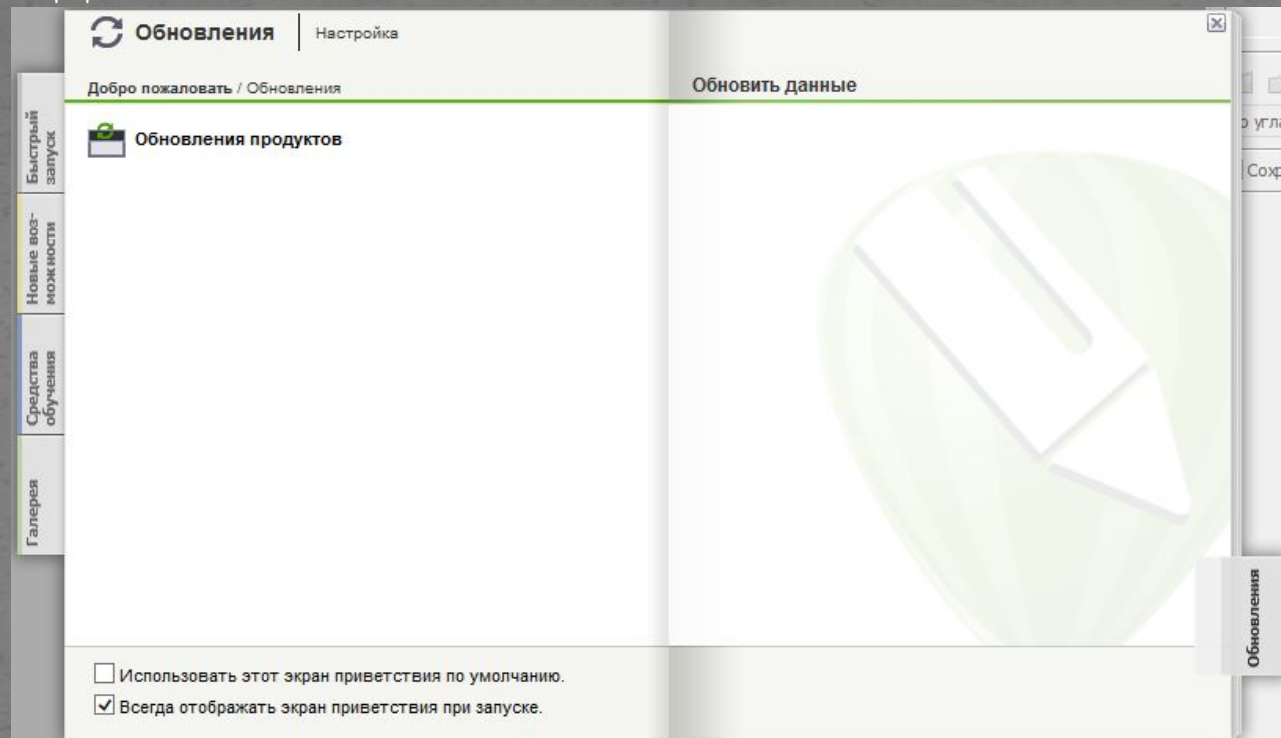 Обновления
Настройка
Добро пожаловать / Обновления
Обновить данные
Обновления продуктов
Быстрый
запуск
Новые воз-
можности
Средства
обучения
Галерея
Обновления
Использовать этот экран приветствия по умолчанию.
Всегда отображать экран приветствия при запуске.